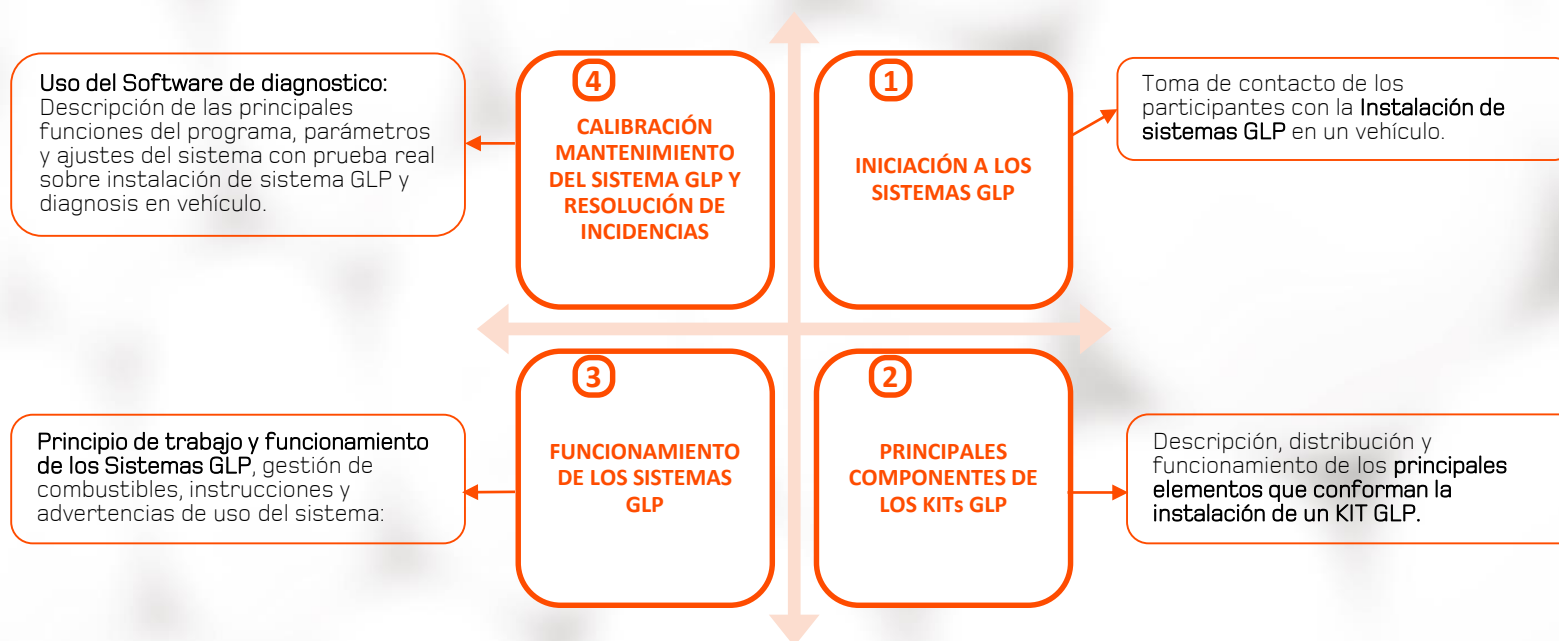 1
INICIACIÓN A LOS
SISTEMAS GLP
Toma de contacto de los
participantes con la Instalación de
sistemas GLP en un vehículo.
2
PRINCIPALES
COMPONENTES DE
LOS KITs GLP
Descripción, distribución y
funcionamiento de los principales
elementos que conforman la
instalación de un KIT GLP.
3
FUNCIONAMIENTO
DE LOS SISTEMAS
GLP
Principio de trabajo y funcionamiento
de los Sistemas GLP, gestión de
combustibles, instrucciones y
advertencias de uso del sistema:
4
CALIBRACIÓN
MANTENIMIENTO
DEL SISTEMA GLP Y
RESOLUCIÓN DE
INCIDENCIAS
Uso del Software de diagnostico:
Descripción de las principales
funciones del programa, parámetros
y ajustes del sistema con prueba real
sobre instalación de sistema GLP y
diagnosis en vehículo.